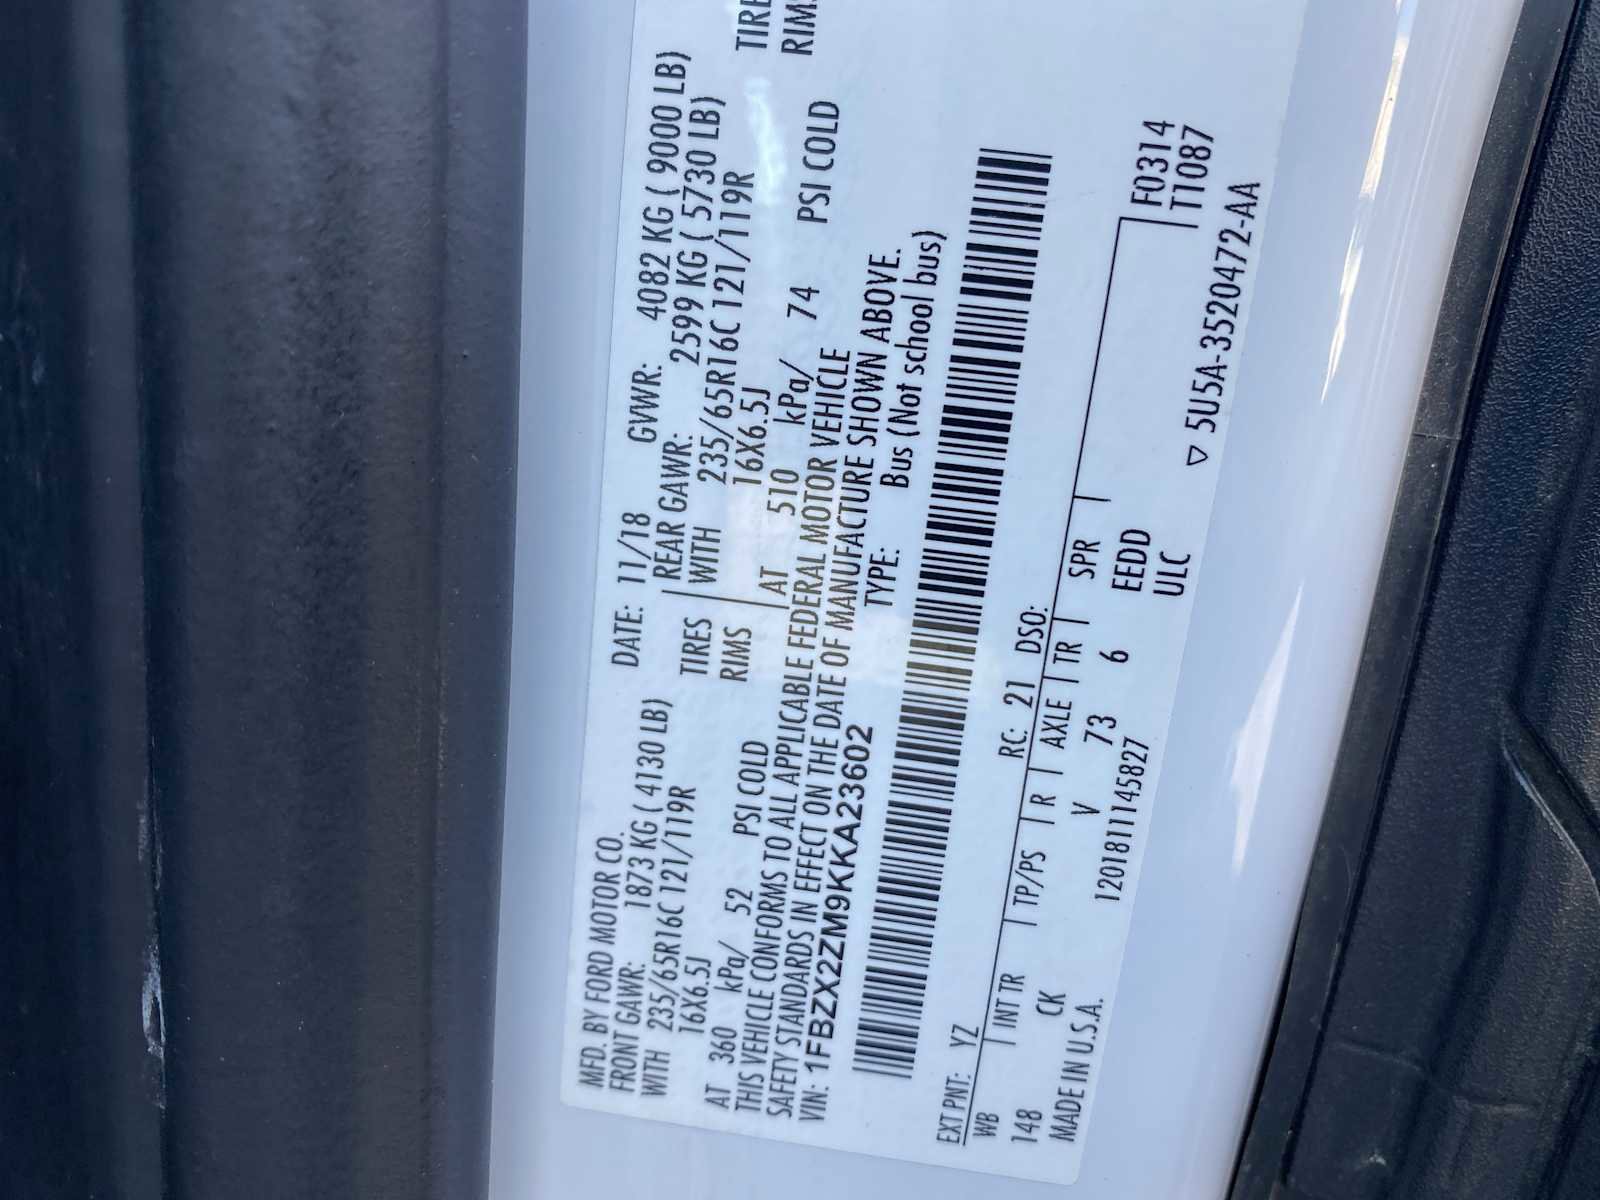 MFD. BY FORD MOTOR CO.
DATE: 11/18 GVWR: 4082 KG ( 9000 LB)
FRONT GAWR: 1873 KG ( 4130 LB)
REAR GAWR: 2599 KG ( 5730 LB)
WITH 235/65R16C 121/119R TIRES WITH 235/65R16C 121/119R TIRE
16X6.5J RIMS 16X6.5J RIMS
AT 360 kPa/ 52 PSI COLD AT 510 kPa/ 74 PSI COLD
THIS VEHICLE CONFORMS TO ALL APPLICABLE FEDERAL MOTOR VEHICLE
SAFETY STANDARDS IN EFFECT ON THE DATE OF MANUFACTURE SHOWN ABOVE.
VIN: 1FBZX2ZM9KKA23602 TYPE: Bus (Not school bus)
EXT PNT: YZ RC: 21 DSO:
WB INT TR TP/PS R AXLE TR SPR F0314
148 CK V 73 6 EEDD T1087
MADE IN U.S.A. 120181114 5827 ULC
▽ 5U5A-3520472-AA